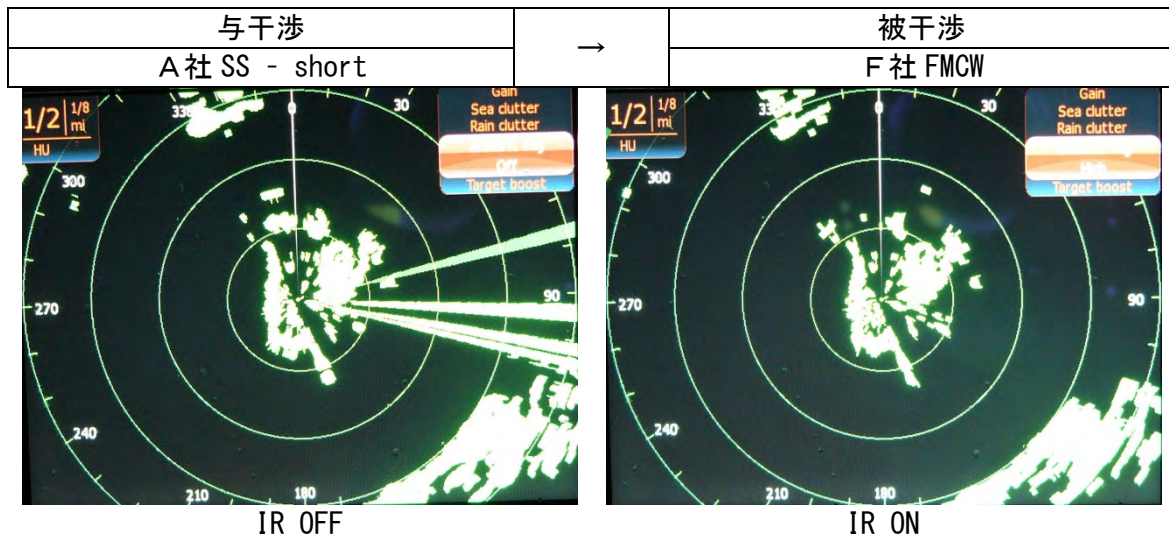 与干渉
→
被干渉
A社 SS - short
F社 FMCW
1/2 1/8 mi
HU
Gain
Sea clutter
Rain clutter
Off
Target boost
330
0
30
300
270
90
240
210
180
1/2 1/8 mi
HU
Gain
Sea clutter
Rain clutter
High
Target boost
33
0
30
300
270
90
240
210
180
IR OFF
IR ON